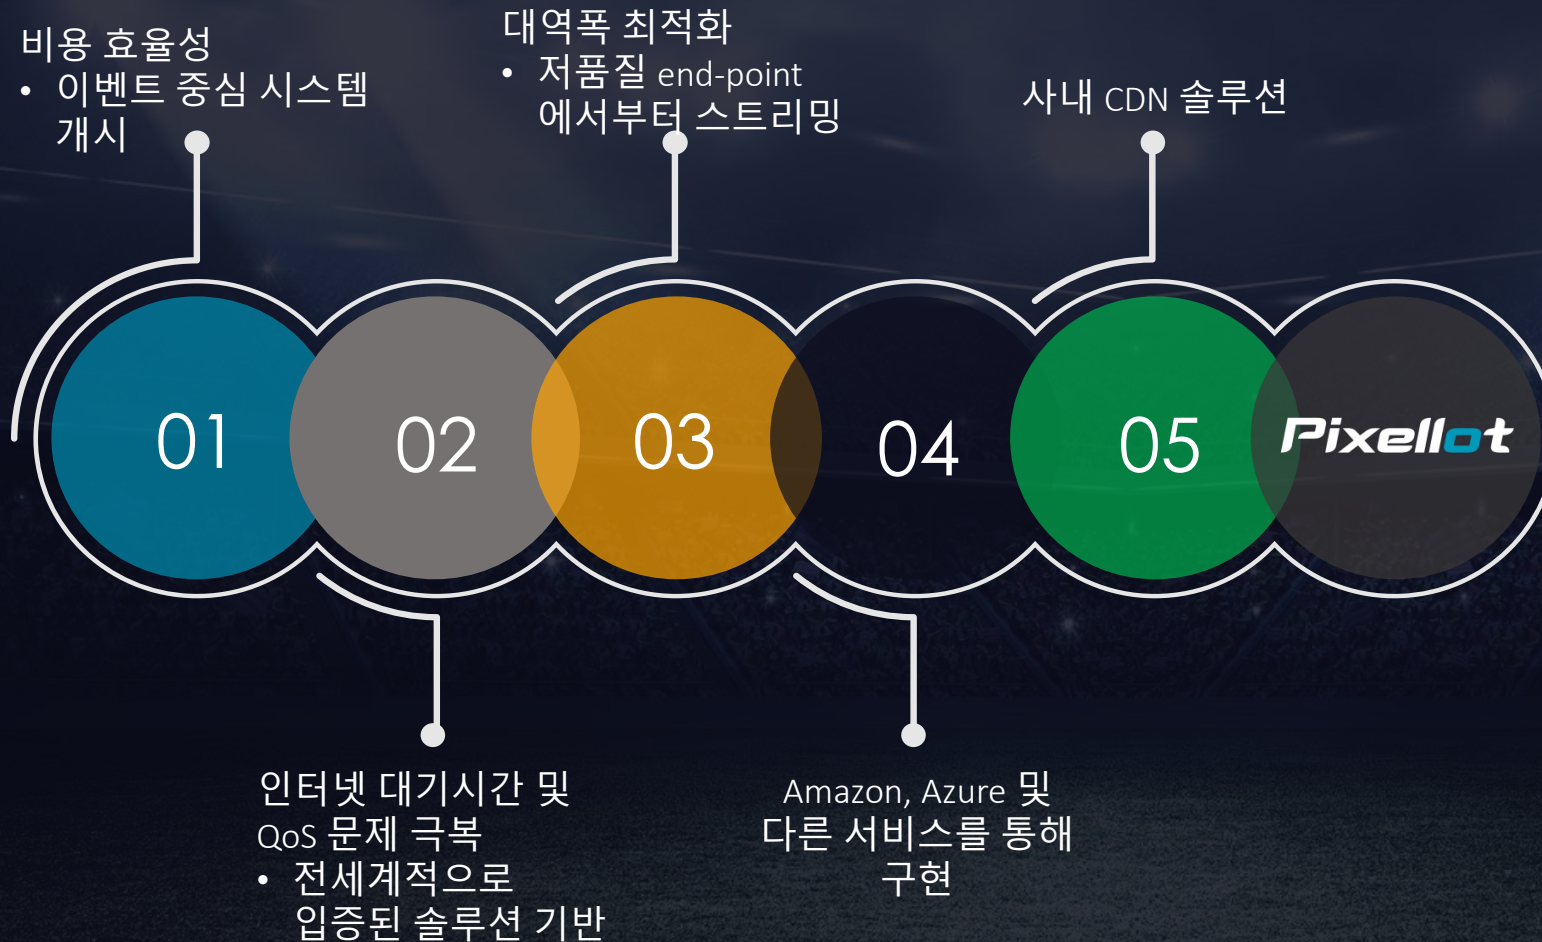 비용 효율성
• 이벤트 중심 시스템
개시
대역폭 최적화
• 저품질 end-point
에서부터 스트리밍
사내 CDN 솔루션
01
02
03
04
05
Pixellot
인터넷 대기시간 및
QoS 문제 극복
• 전세계적으로
입증된 솔루션 기반
Amazon, Azure 및
다른 서비스를 통해
구현